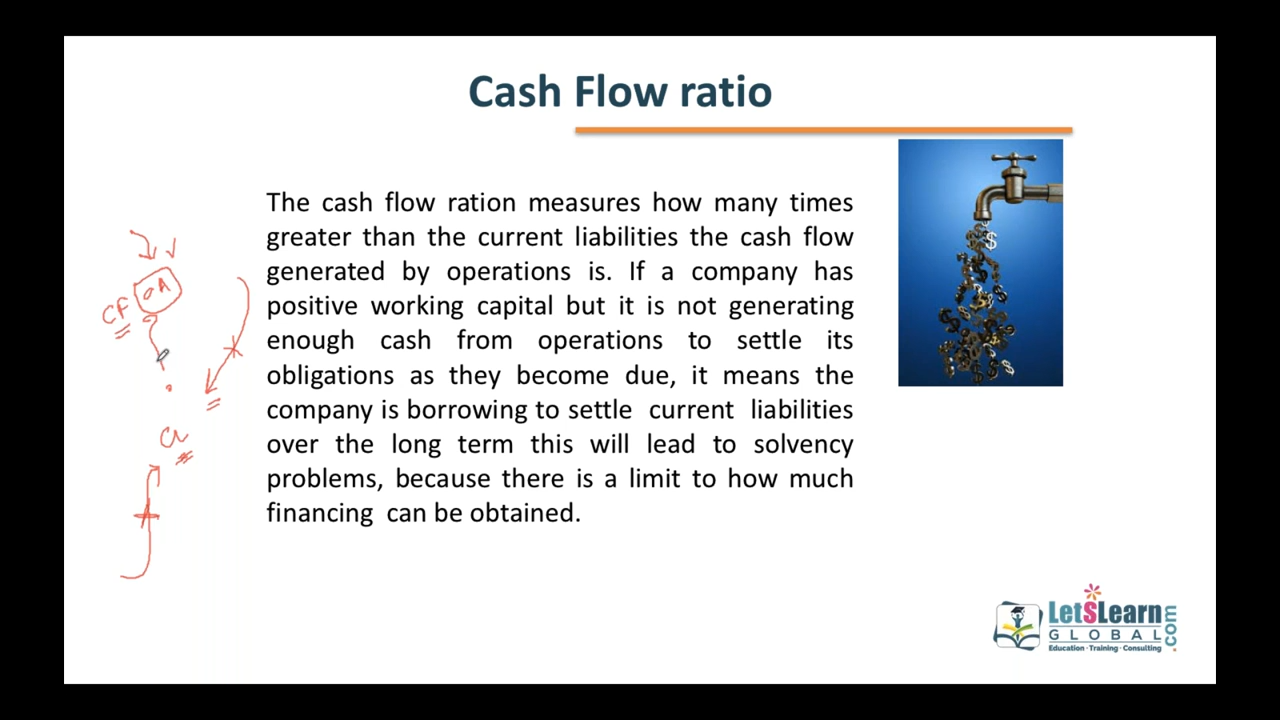 Cash Flow ratio
The cash flow ration measures how many times
greater than the current liabilities the cash flow
generated by operations is. If a company has
positive working capital but it is not generating
enough cash from operations to settle its
obligations as they become due, it means the
company is borrowing to settle current liabilities
over the long term this will lead to solvency
problems, because there is a limit to how much
financing can be obtained.
CF OA
CL
LetSLearn
GLOBAL
.com
Education · Training · Consulting